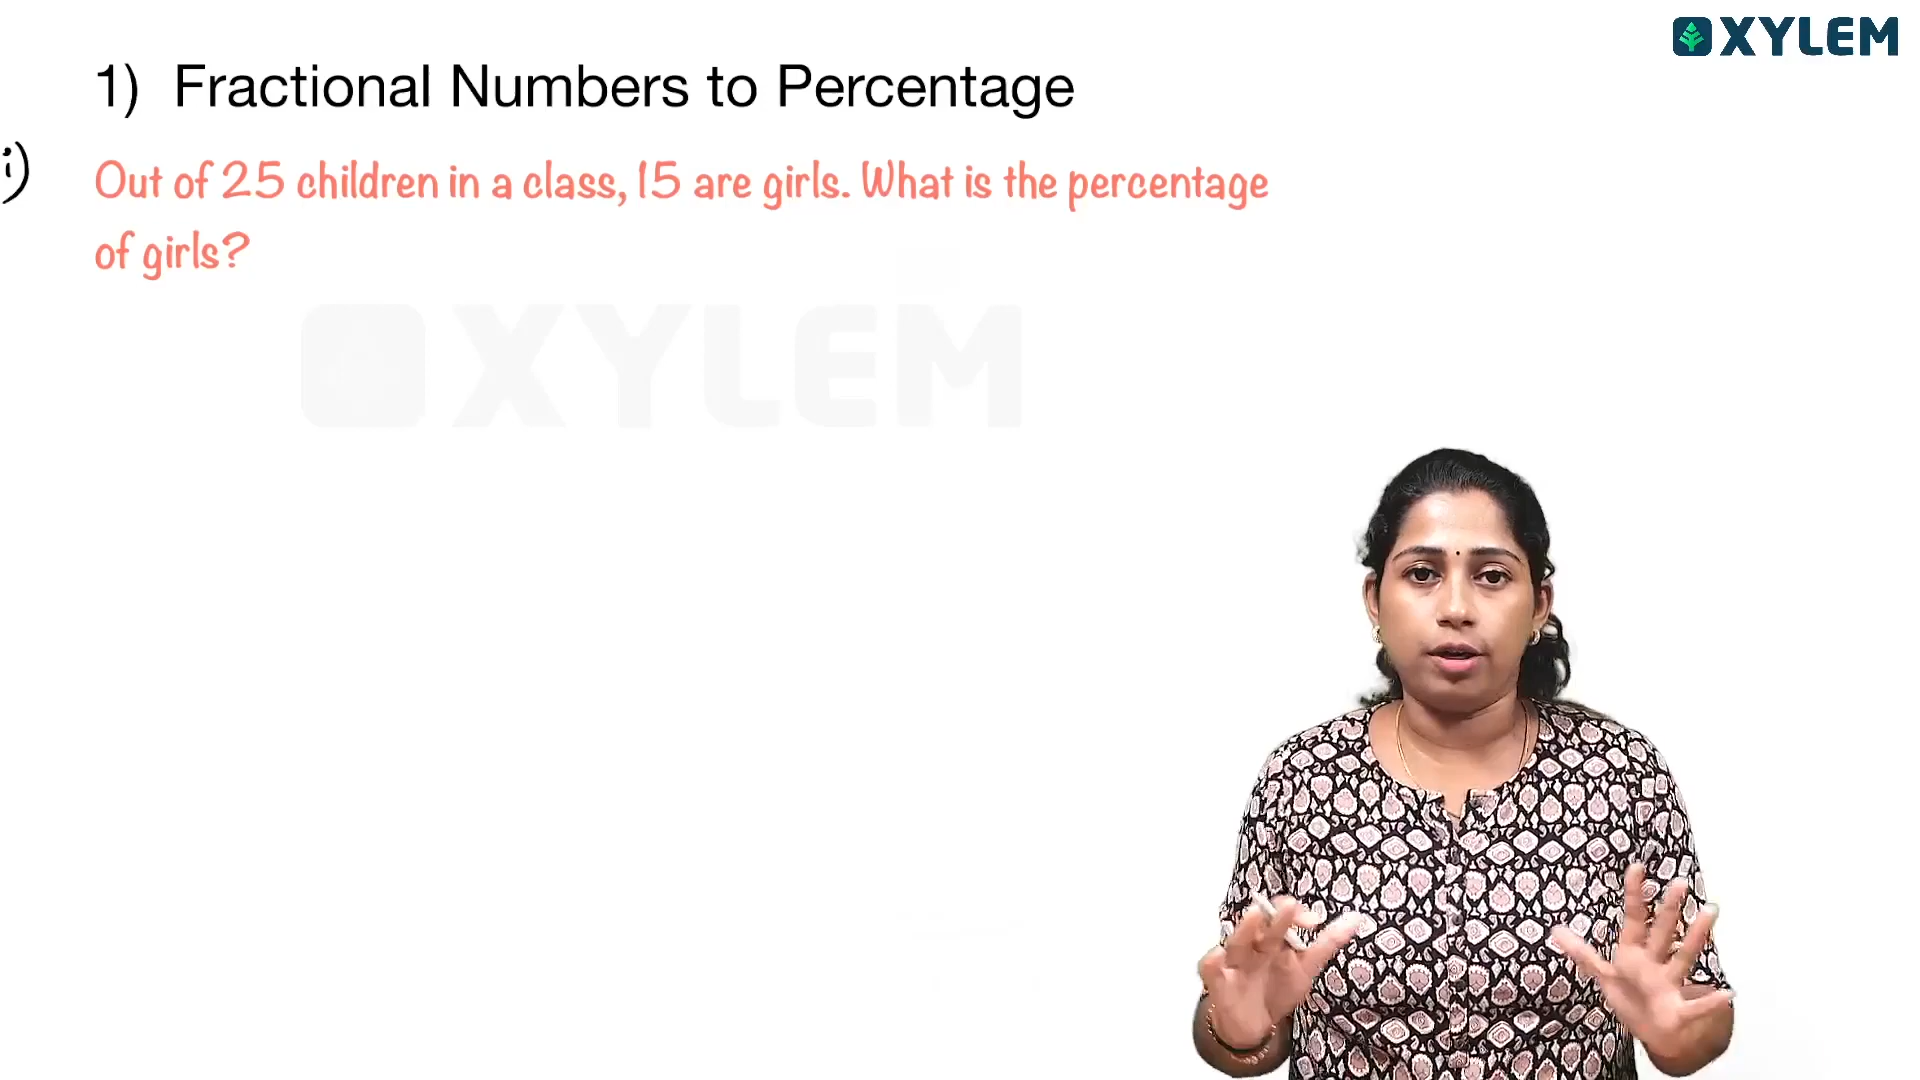 XYLEM
1) Fractional Numbers to Percentage
i) Out of 25 children in a class, 15 are girls. What is the percentage
of girls?
XYLEM